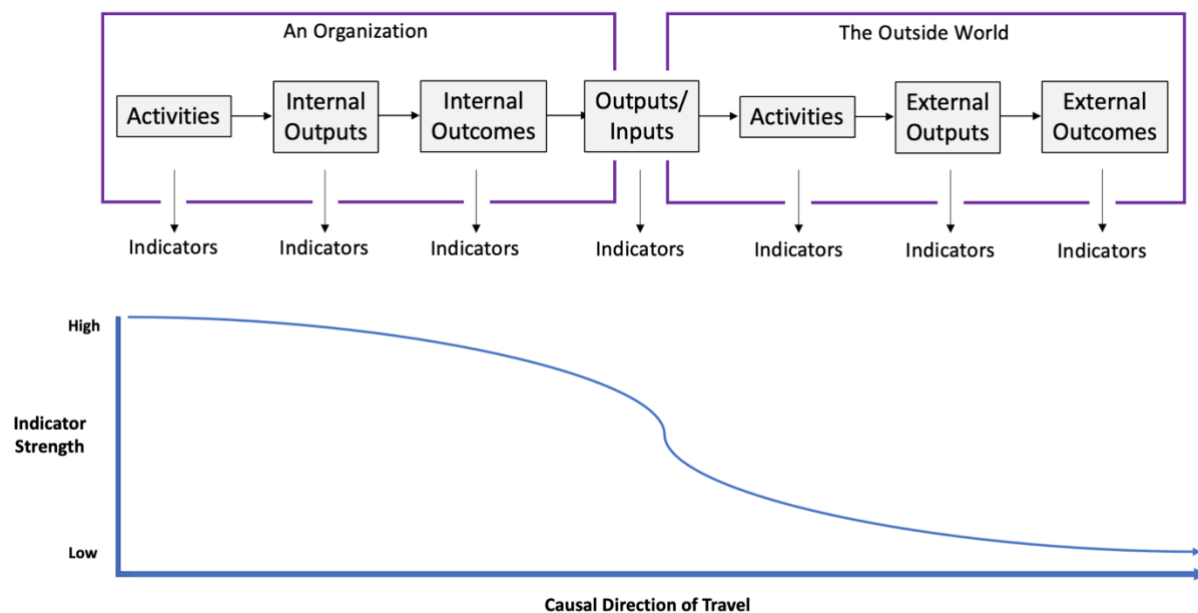 An Organization
The Outside World
Activities
Internal
Outputs
Internal
Outcomes
Outputs/
Inputs
Activities
External
Outputs
External
Outcomes
Indicators
Indicators
Indicators
Indicators
Indicators
Indicators
Indicators
High
Indicator
Strength
Low
Causal Direction of Travel